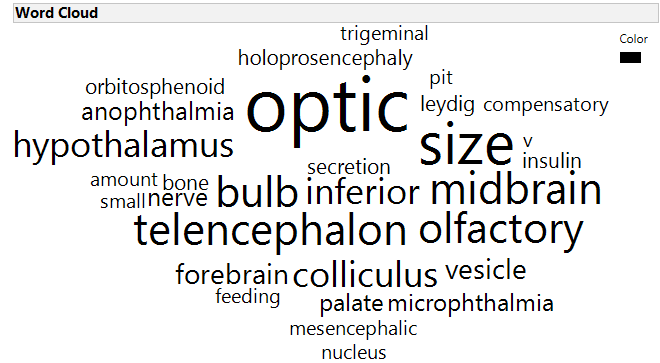 Word Cloud
trigeminal
Color
holoprosencephaly
orbitosphenoid
optic
pit
anophthalmia
leydig compensatory
hypothalamus
size
v
insulin
secretion
amount bone
bulb inferior midbrain
small nerve
telencephalon olfactory
forebrain colliculus vesicle
feeding
palate microphthalmia
mesencephalic
nucleus